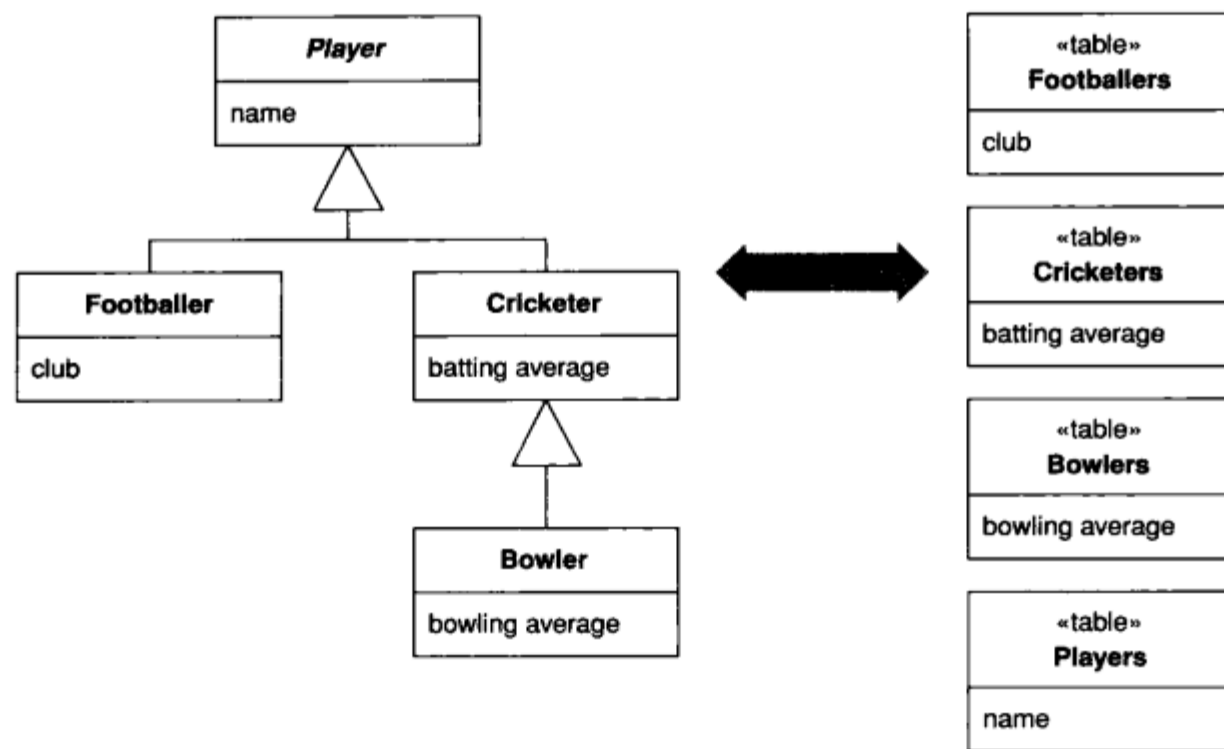 Player
name
Footballer
club
Cricketer
batting average
Bowler
bowling average
«table»
Footballers
club
«table»
Cricketers
batting average
«table»
Bowlers
bowling average
«table»
Players
name